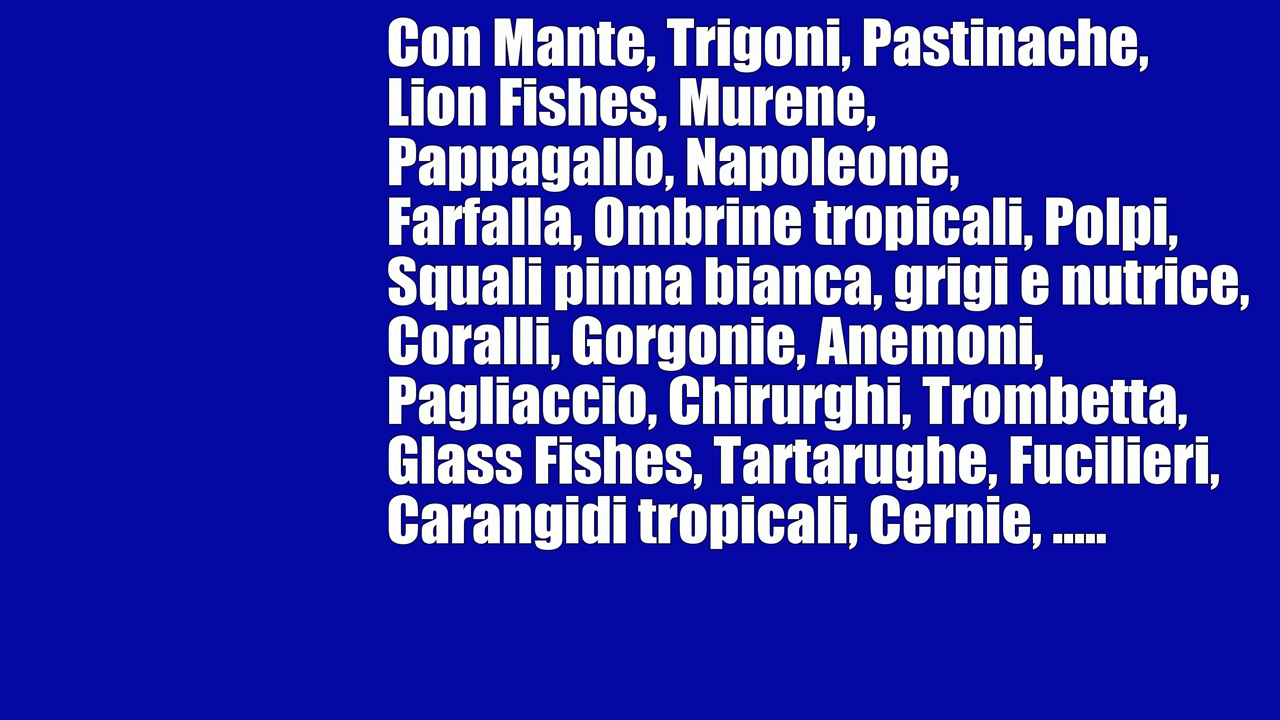 Con Mante, Trigoni, Pastinache,
Lion Fishes, Murene,
Pappagallo, Napoleone,
Farfalla, Ombrine tropicali, Polpi,
Squali pinna bianca, grigi e nutrice,
Coralli, Gorgonie, Anemoni,
Pagliaccio, Chirurghi, Trombetta,
Glass Fishes, Tartarughe, Fucilieri,
Carangidi tropicali, Cernie, .....